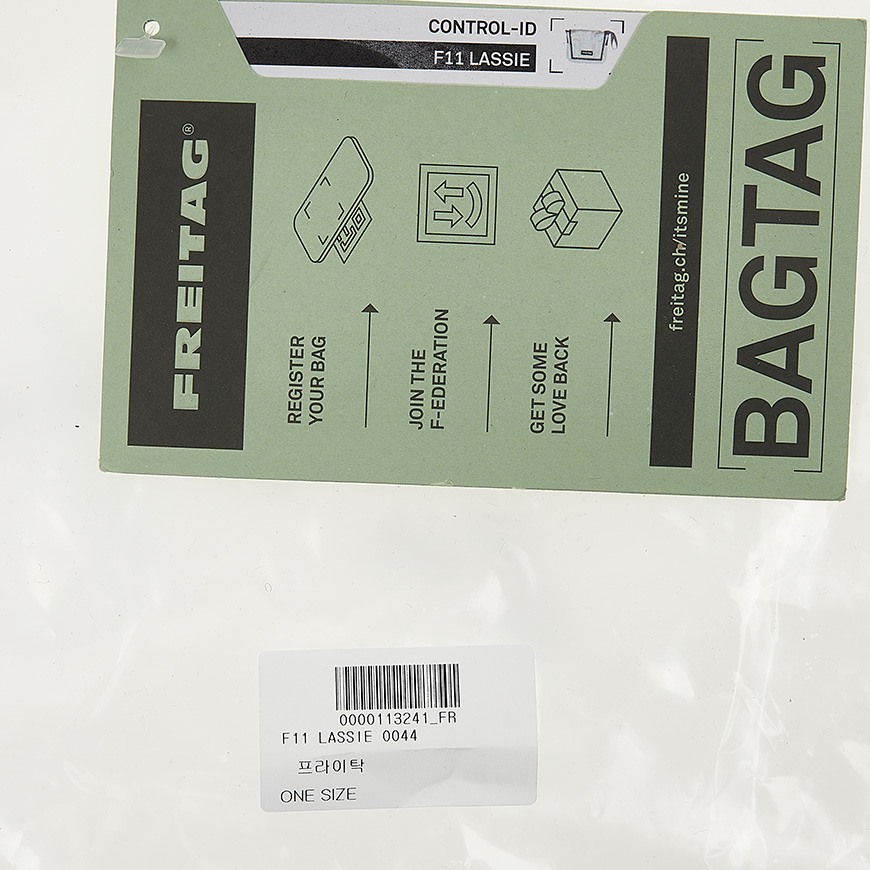 CONTROL-ID
F11 LASSIE
FREITAG®
REGISTER
YOUR BAG
JOIN THE
F-EDERATION
GET SOME
LOVE BACK
freitag.ch/itsmine
BAGTAG
0000113241_FR
F11 LASSIE 0044
프라이탁
ONE SIZE